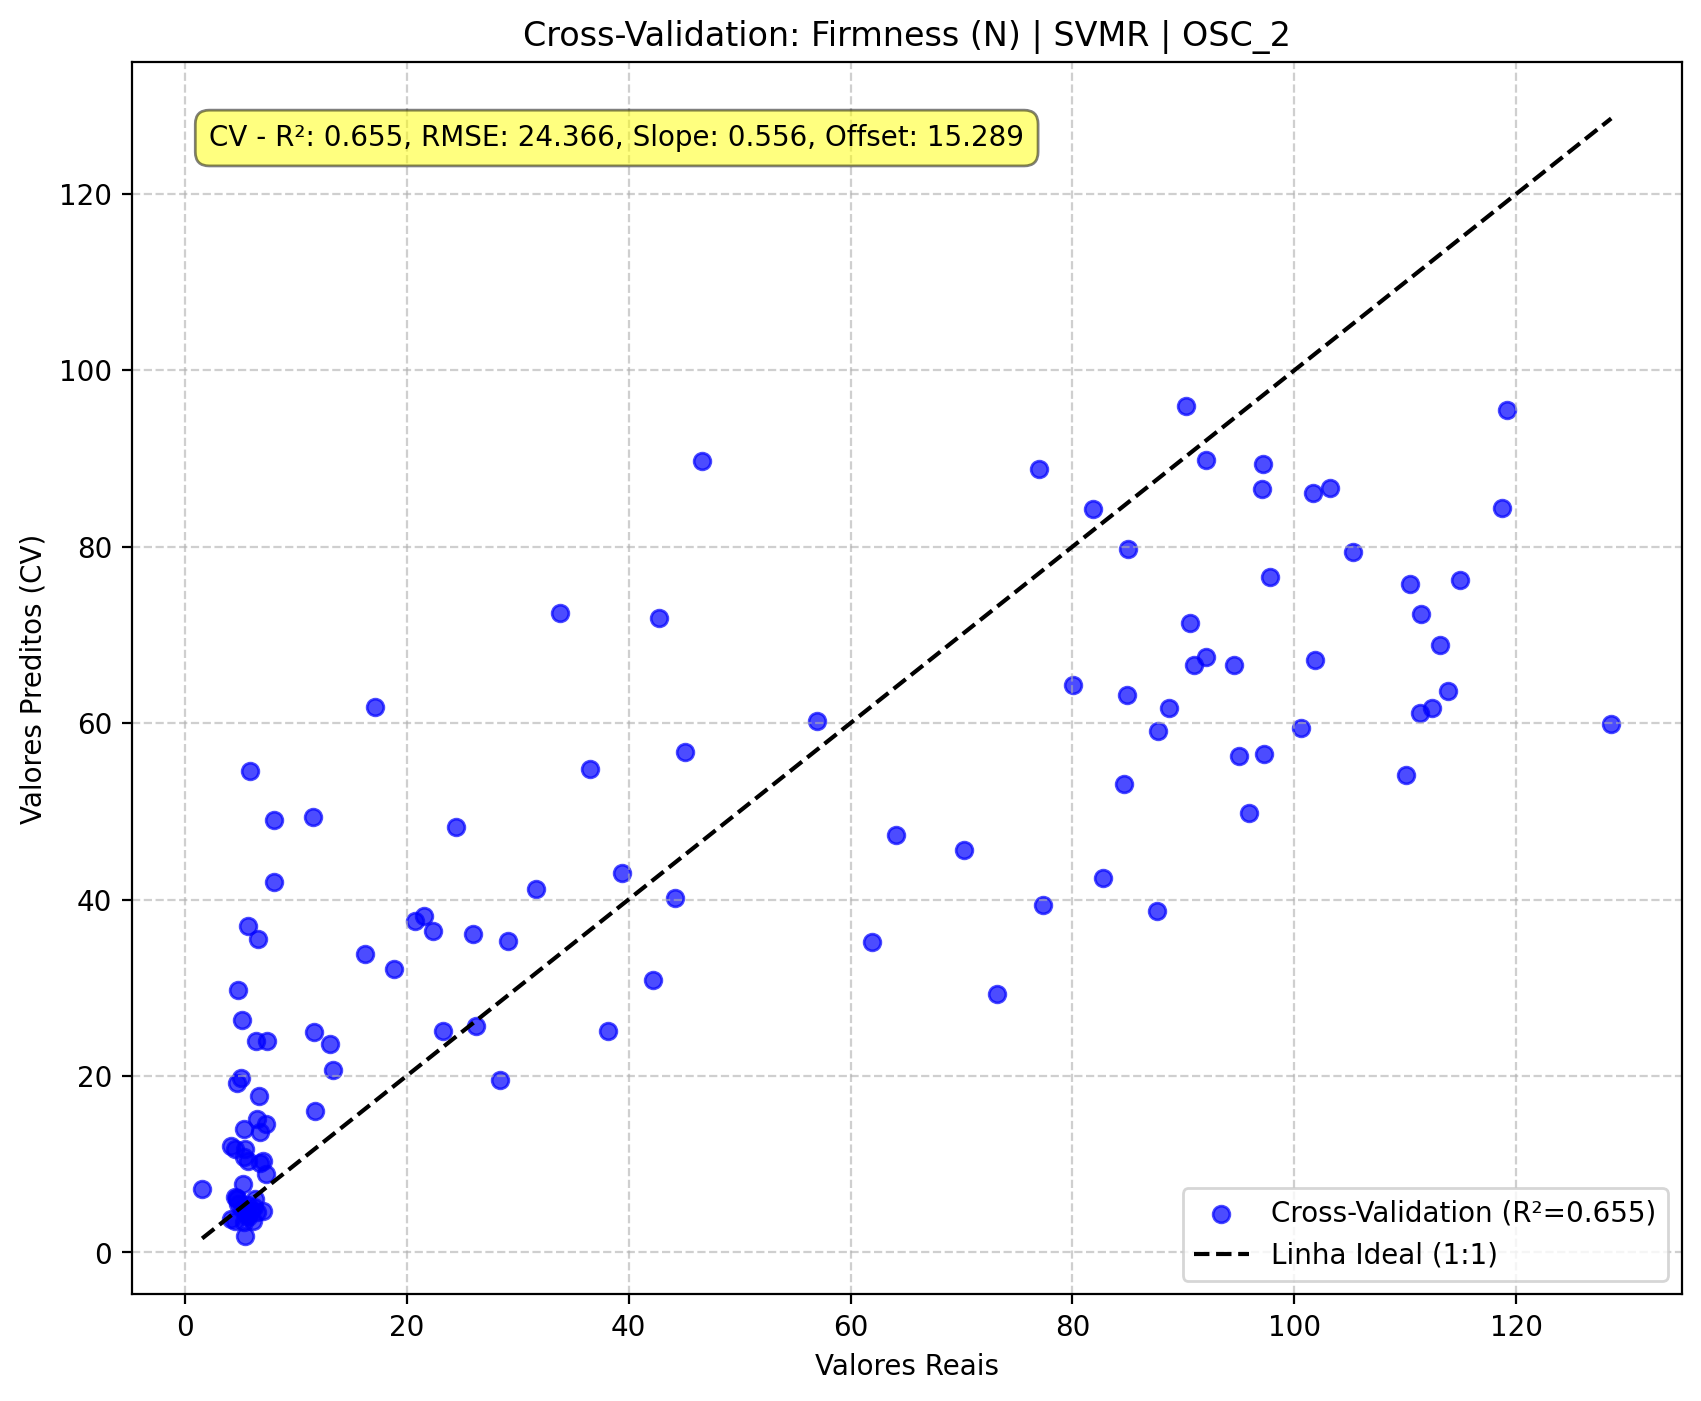 Cross-Validation: Firmness (N) | SVMR | OSC_2
CV - R²: 0.655, RMSE: 24.366, Slope: 0.556, Offset: 15.289
120
100
80
60
40
20
0
Valores Preditos (CV)
Cross-Validation (R²=0.655)
Linha Ideal (1:1)
0 20 40 60 80 100 120
Valores Reais